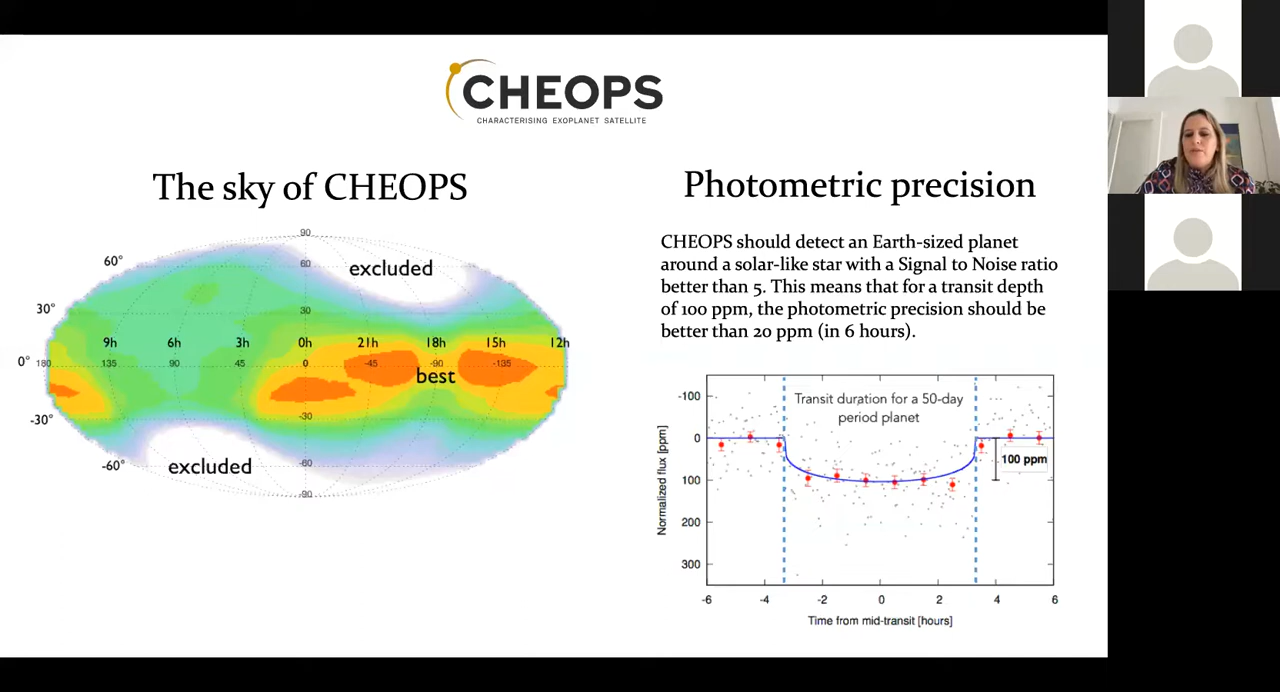 CHEOPS
CHARACTERISING EXOPLANET SATELLITE
The sky of CHEOPS
90
60°
60
excluded
30°
30
9h 6h 3h 0h 21h 18h 15h 12h
0° 180 135 90 45 0 -45 -90 -135
best
-30°
-30
-60°
excluded
-60
-90
Photometric precision
CHEOPS should detect an Earth-sized planet
around a solar-like star with a Signal to Noise ratio
better than 5. This means that for a transit depth
of 100 ppm, the photometric precision should be
better than 20 ppm (in 6 hours).
Transit duration for a 50-day
period planet
-100
0
100
200
300
Normalized flux [ppm]
100 ppm
-6 -4 -2 0 2 4 6
Time from mid-transit [hours]